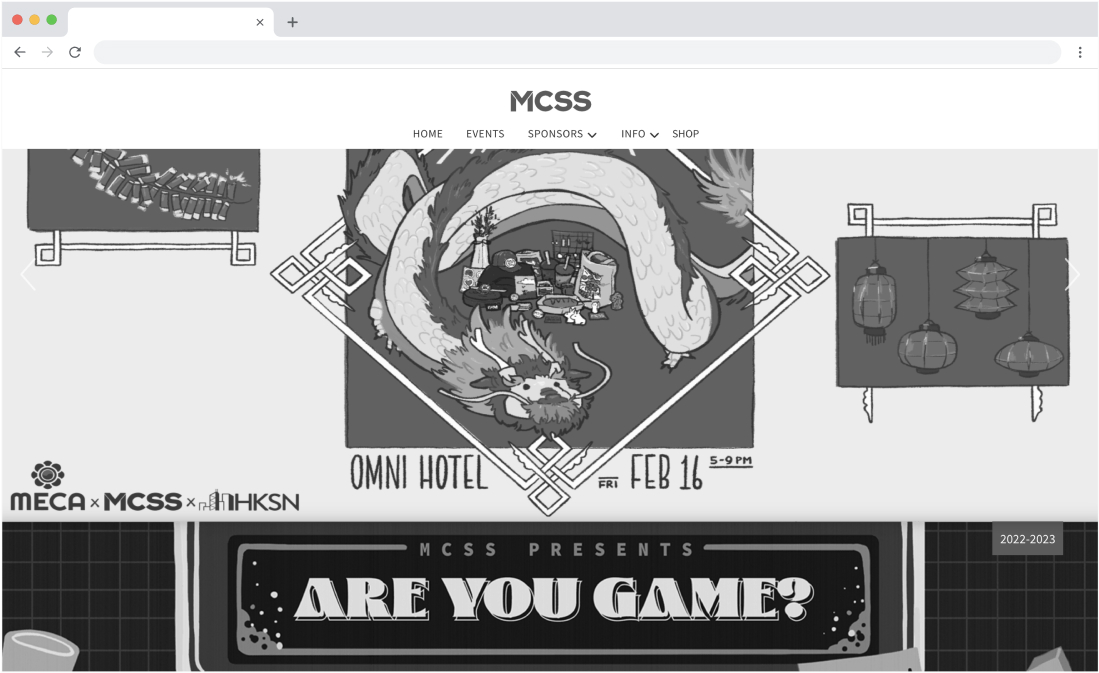 MCSS
HOME EVENTS SPONSORS INFO SHOP
OMNI HOTEL FRI FEB 16 5-9 PM
MECA x MCSS x HKSN
2022-2023
MCSS PRESENTS
ARE YOU GAME?